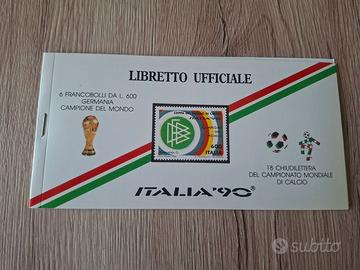 LIBRETTO UFFICIALE
6 FRANCOBOLLI DA L. 600
GERMANIA
CAMPIONE DEL MONDO
600
ITALIA
18 CHIUDILETTERA
DEL CAMPIONATO MONDIALE
DI CALCIO
ITALIA'90
subito